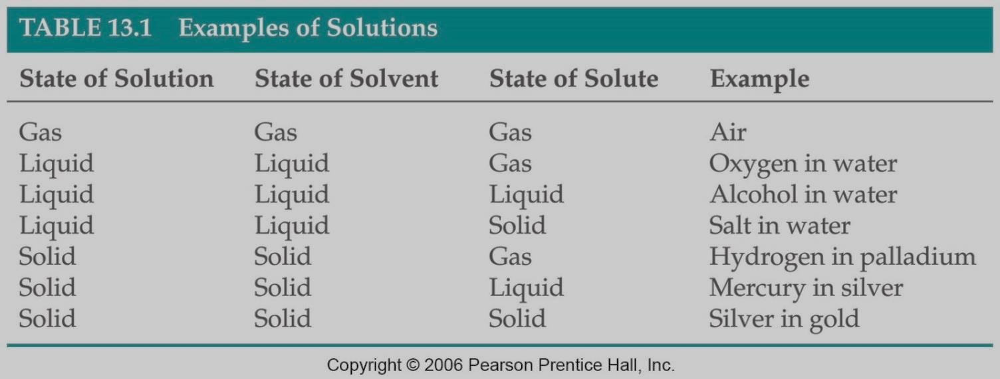 TABLE 13.1 Examples of Solutions
State of Solution State of Solvent State of Solute Example
Gas Gas Gas Air
Liquid Liquid Gas Oxygen in water
Liquid Liquid Liquid Alcohol in water
Liquid Liquid Solid Salt in water
Solid Solid Gas Hydrogen in palladium
Solid Solid Liquid Mercury in silver
Solid Solid Solid Silver in gold
Copyright © 2006 Pearson Prentice Hall, Inc.